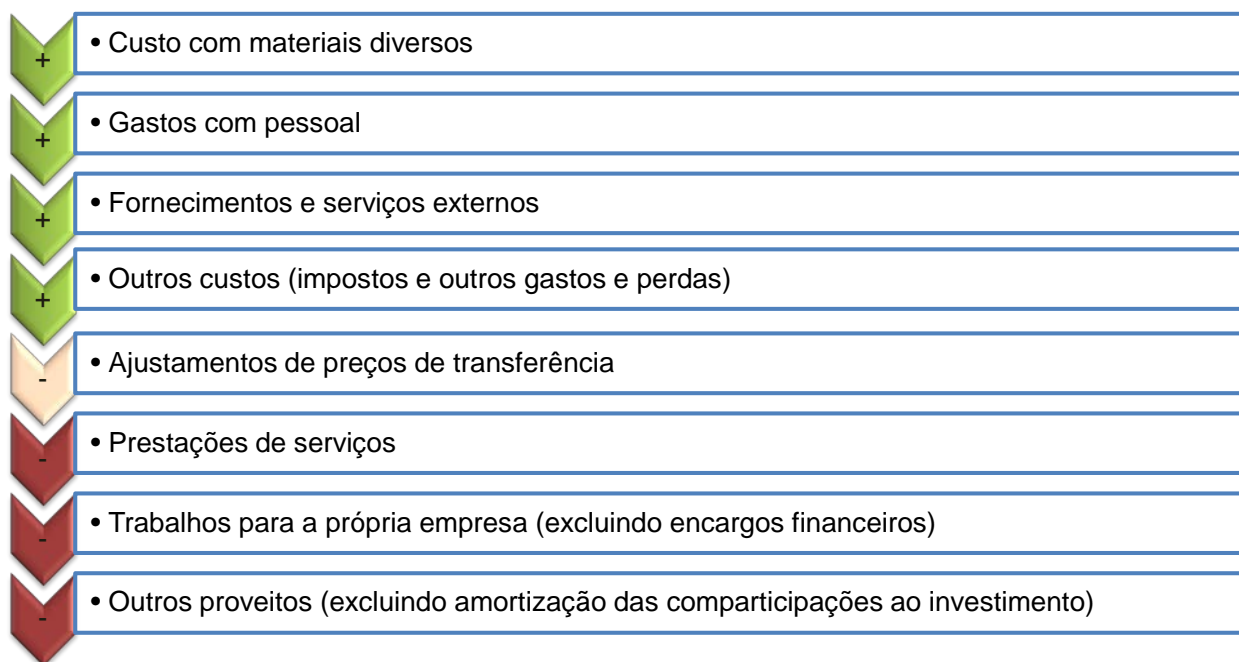 + • Custo com materiais diversos
+ • Gastos com pessoal
+ • Fornecimentos e serviços externos
+ • Outros custos (impostos e outros gastos e perdas)
- • Ajustamentos de preços de transferência
- • Prestações de serviços
- • Trabalhos para a própria empresa (excluindo encargos financeiros)
- • Outros proveitos (excluindo amortização das comparticipações ao investimento)